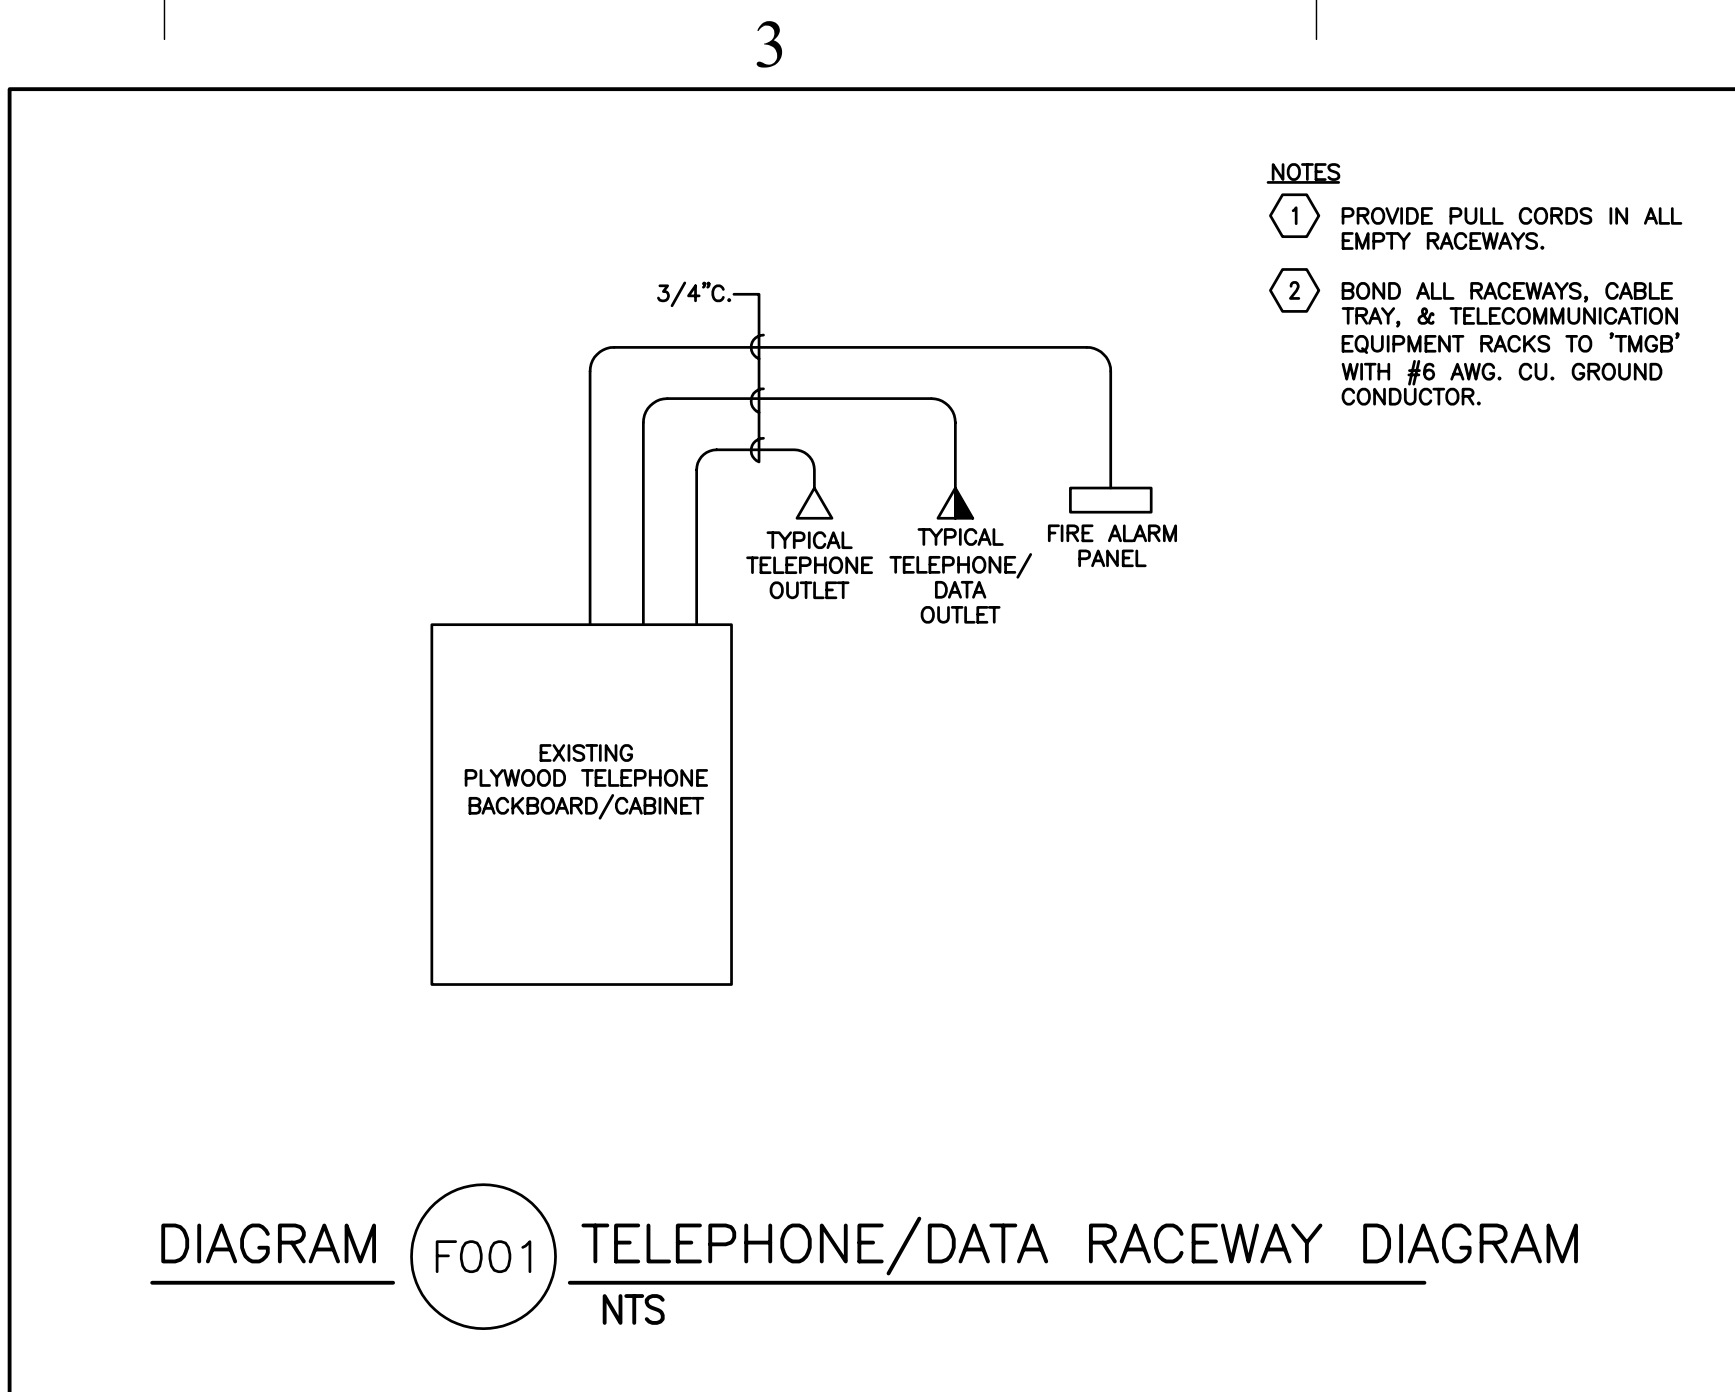 3
NOTES
1 PROVIDE PULL CORDS IN ALL
EMPTY RACEWAYS.
2 BOND ALL RACEWAYS, CABLE
TRAY, & TELECOMMUNICATION
EQUIPMENT RACKS TO 'TMGB'
WITH #6 AWG. CU. GROUND
CONDUCTOR.
3/4"C.
TYPICAL
TELEPHONE
OUTLET
TYPICAL
TELEPHONE/
DATA
OUTLET
FIRE ALARM
PANEL
EXISTING
PLYWOOD TELEPHONE
BACKBOARD/CABINET
DIAGRAM F001 TELEPHONE/DATA RACEWAY DIAGRAM
NTS